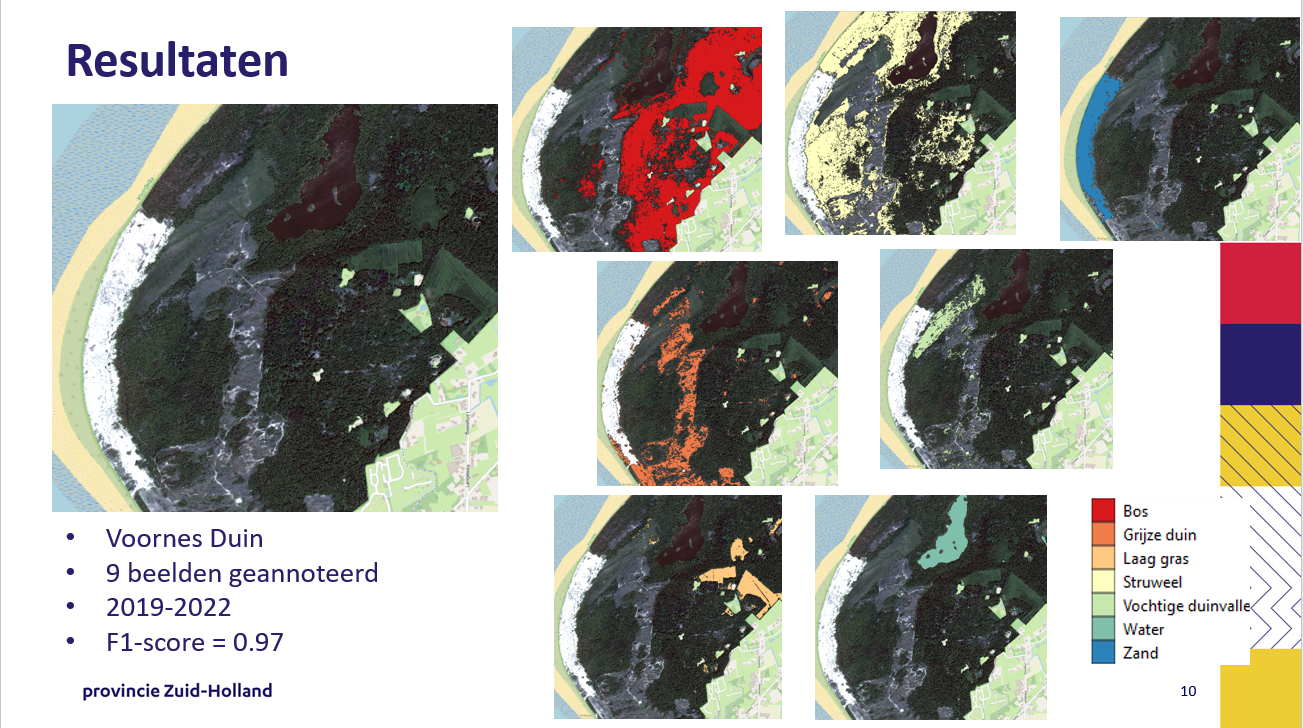 Resultaten
• Voornes Duin
• 9 beelden geannoteerd
• 2019-2022
• F1-score = 0.97
provincie Zuid-Holland
Bos
Grijze duin
Laag gras
Struweel
Vochtige duinvalle
Water
Zand
10